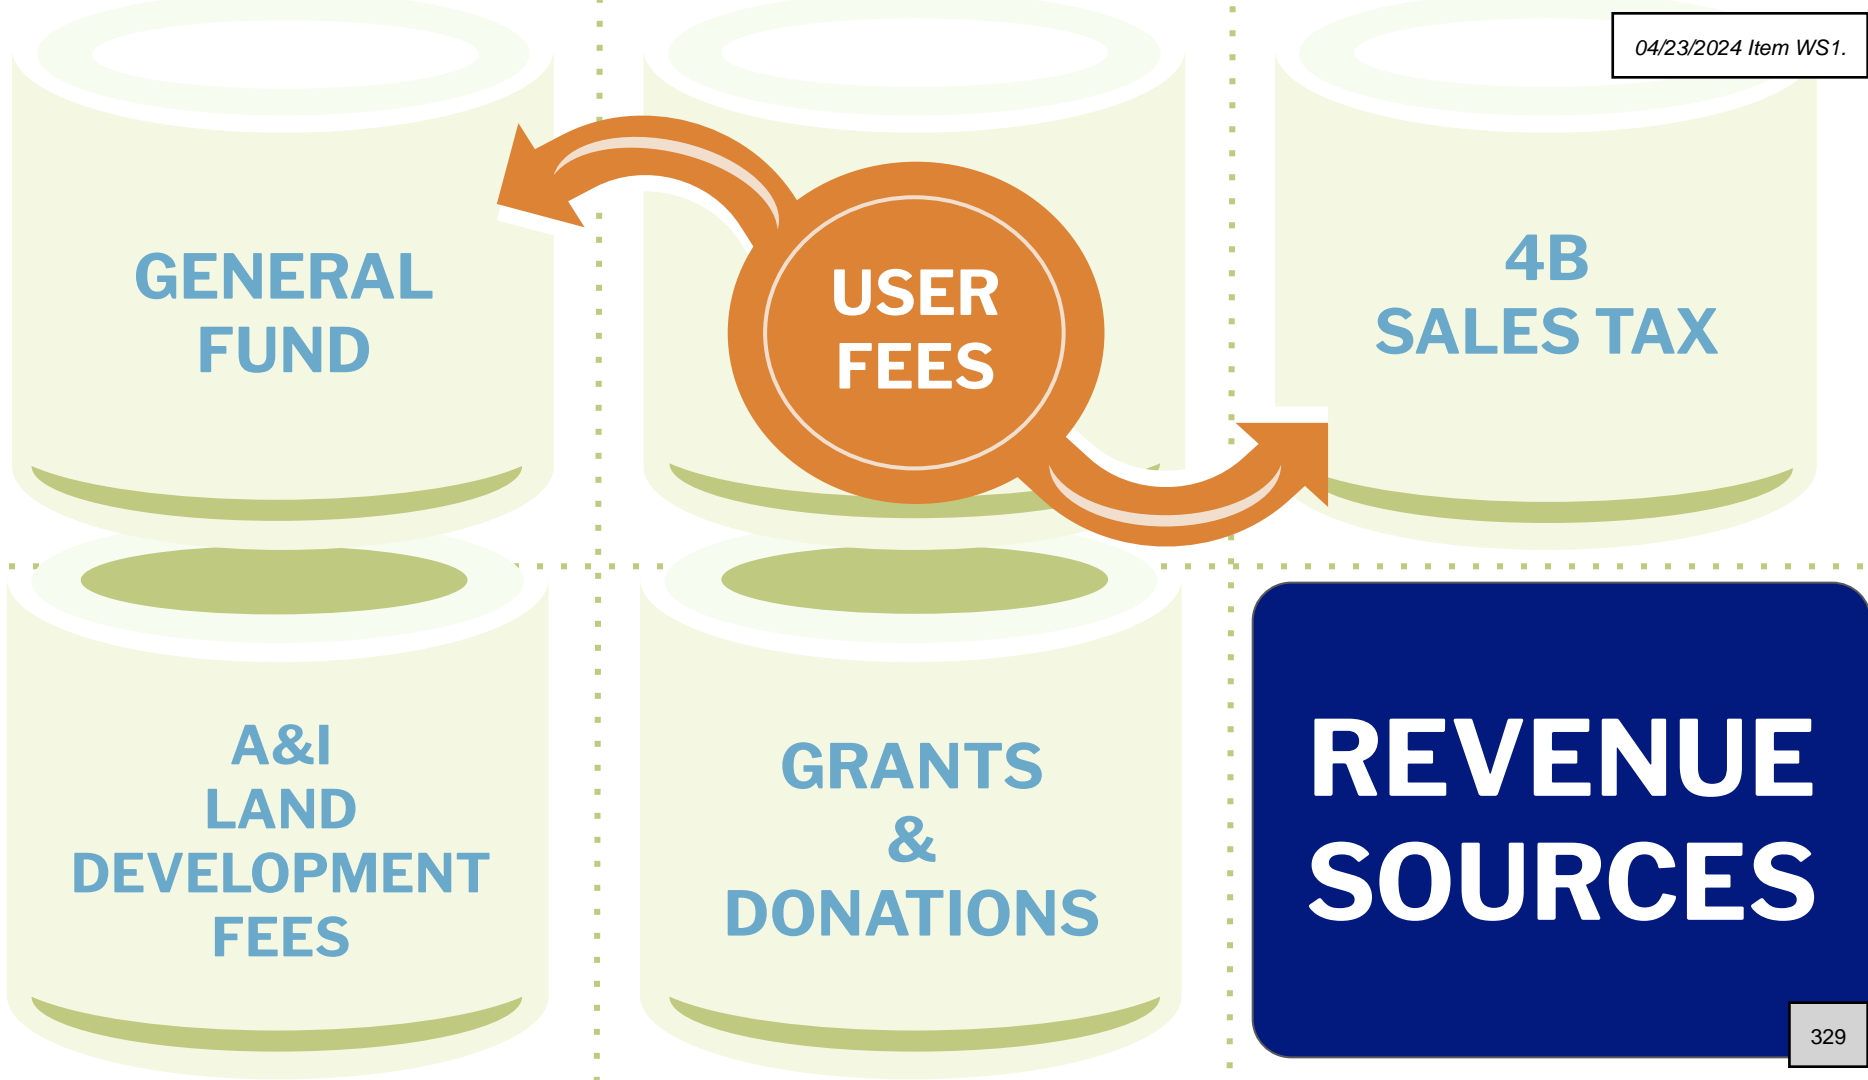 04/23/2024 Item WS1.
GENERAL
FUND
USER
FEES
4B
SALES TAX
A&I
LAND
DEVELOPMENT
FEES
GRANTS
&
DONATIONS
REVENUE
SOURCES
329